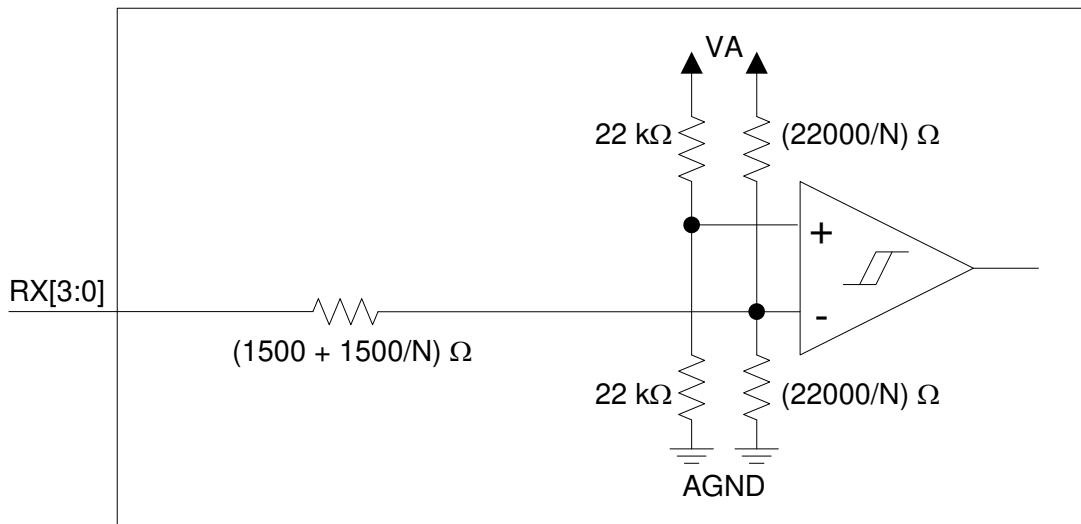 VA
22 kΩ
(22000/N) Ω
+
RX[3:0]
-
(1500 + 1500/N) Ω
22 kΩ
(22000/N) Ω
AGND